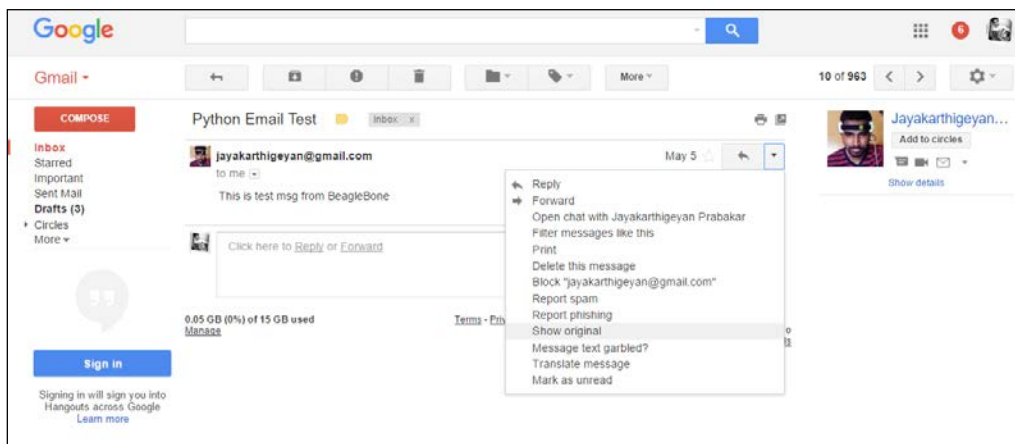 Google
6
Gmail
More
10 of 963
COMPOSE
Python Email Test
Inbox x
Jayakarthigeyan...
Add to circles
Show details
Inbox
Starred
Important
Sent Mail
Drafts (3)
Circles
More
jayakarthigeyan@gmail.com
May 5
to me
This is test msg from BeagleBone
Click here to Reply or Forward
Reply
Forward
Open chat with Jayakarthigeyan Prabakar
Filter messages like this
Print
Delete this message
Block "jayakarthigeyan@gmail.com"
Report spam
Report phishing
Show original
Message text garbled?
Translate message
Mark as unread
0.05 GB (0%) of 15 GB used
Manage
Terms - Pri
Sign in
Signing in will sign you into
Hangouts across Google
Learn more